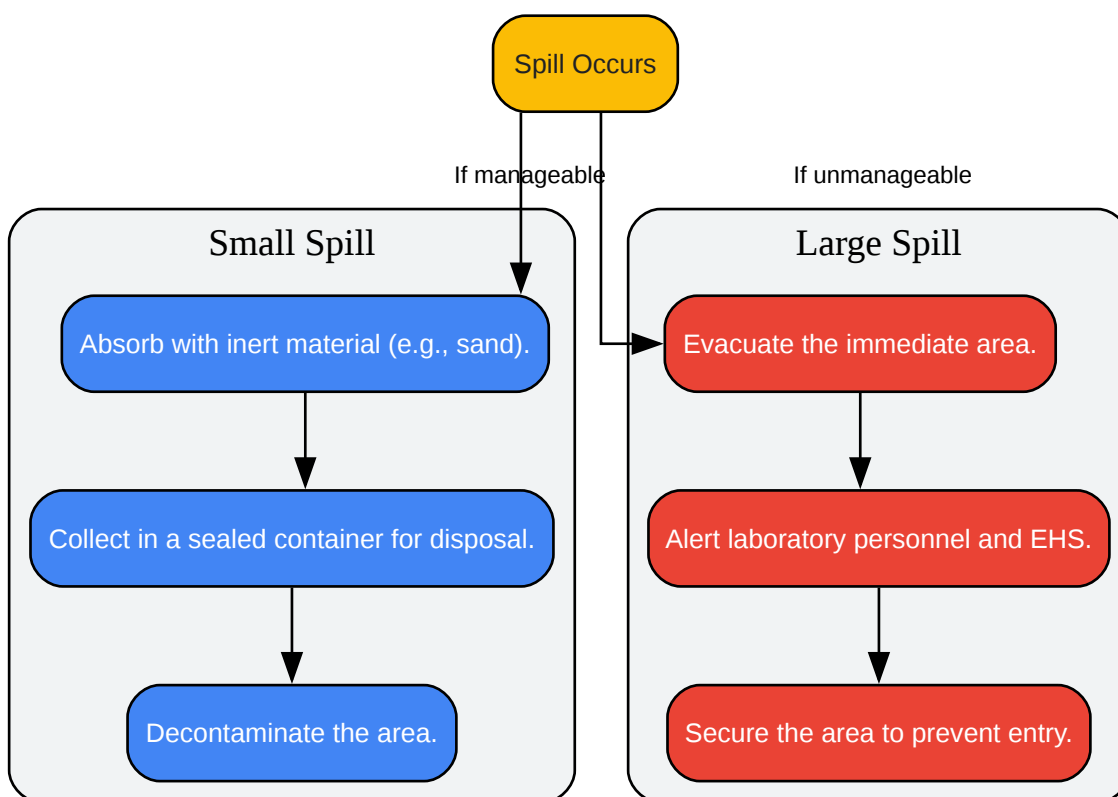 Spill Occurs
If manageable
If unmanageable
Small Spill
Absorb with inert material (e.g., sand).
Collect in a sealed container for disposal.
Decontaminate the area.
Large Spill
Evacuate the immediate area.
Alert laboratory personnel and EHS.
Secure the area to prevent entry.